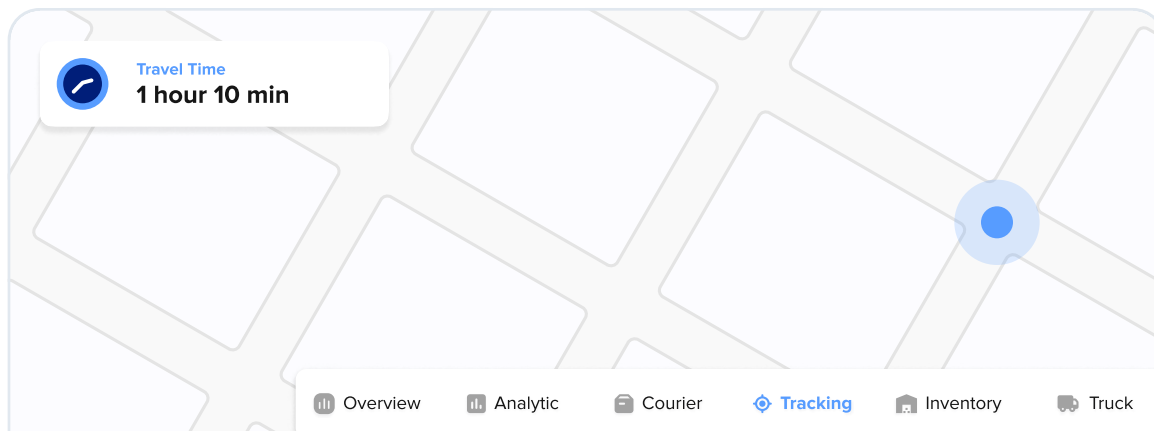 Travel Time
1 hour 10 min
Overview
Analytic
Courier
Tracking
Inventory
Truck